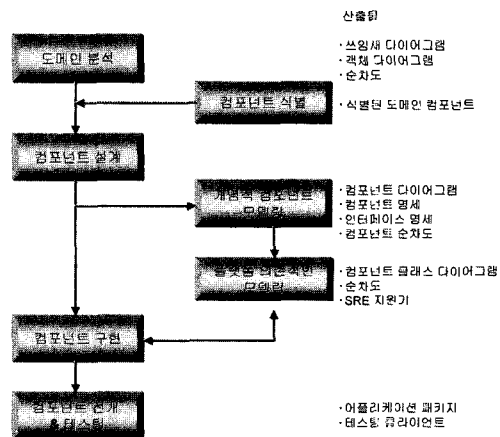 산출물
도메인 분석
· 쓰임새 다이어그램
· 객체 다이어그램
· 순차도
컴포넌트 식별
· 식별된 도메인 컴포넌트
컴포넌트 설계
개념적 컴포넌트
모델링
· 컴포넌트 다이어그램
· 컴포넌트 명세
· 인터페이스 명세
· 컴포넌트 순차도
플랫폼 의존적인
모델링
· 컴포넌트 클래스 다이어그램
· 순차도
· SRE 지원기
컴포넌트 구현
컴포넌트 전개
& 테스팅
· 어플리케이션 패키지
· 테스팅 클라이언트